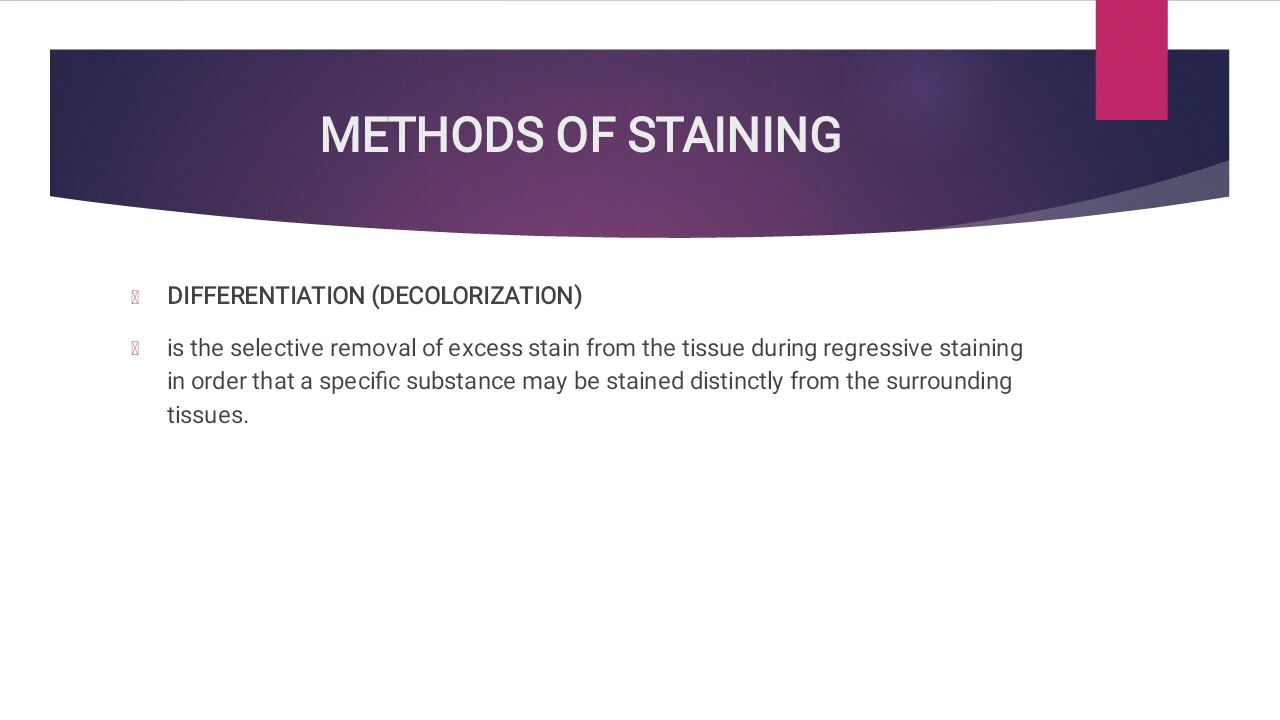 METHODS OF STAINING
DIFFERENTIATION (DECOLORIZATION)
is the selective removal of excess stain from the tissue during regressive staining
in order that a specific substance may be stained distinctly from the surrounding
tissues.